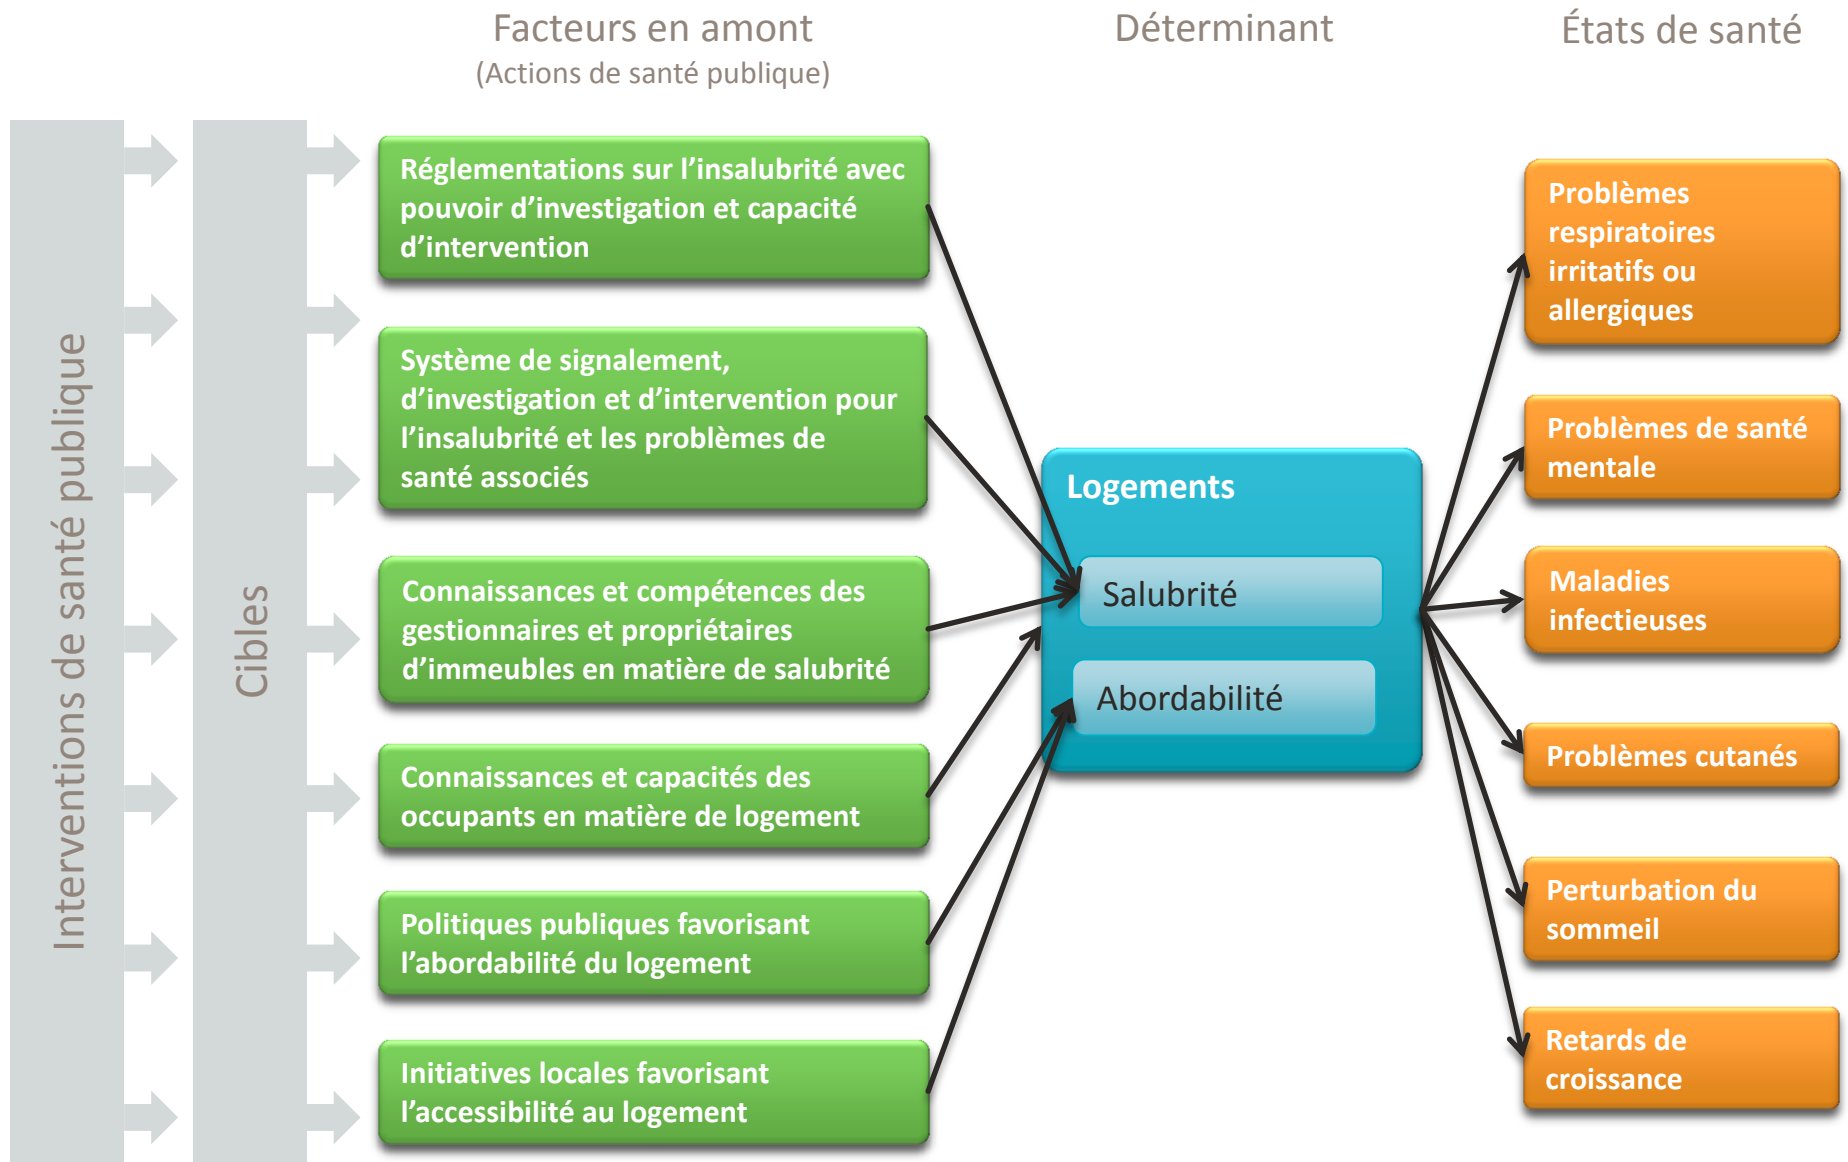 Facteurs en amont
(Actions de santé publique)
Déterminant
États de santé
Interventions de santé publique
Cibles
Réglementations sur l’insalubrité avec
pouvoir d’investigation et capacité
d’intervention
Système de signalement,
d’investigation et d’intervention pour
l’insalubrité et les problèmes de
santé associés
Connaissances et compétences des
gestionnaires et propriétaires
d’immeubles en matière de salubrité
Connaissances et capacités des
occupants en matière de logement
Politiques publiques favorisant
l’abordabilité du logement
Initiatives locales favorisant
l’accessibilité au logement
Logements
Salubrité
Abordabilité
Problèmes
respiratoires
irritatifs ou
allergiques
Problèmes de santé
mentale
Maladies
infectieuses
Problèmes cutanés
Perturbation du
sommeil
Retards de
croissance